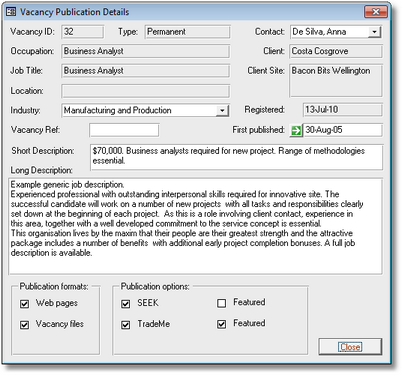 Vacancy Publication Details
Vacancy ID: 32 Type: Permanent Contact: De Silva, Anna
Occupation: Business Analyst Client: Costa Cosgrove
Job Title: Business Analyst Client Site: Bacon Bits Wellington
Location:
Industry: Manufacturing and Production Registered: 13-Jul-10
Vacancy Ref: First published: 30-Aug-05
Short Description: $70,000. Business analysts required for new project. Range of methodologies
essential.
Long Description:
Example generic job description.
Experienced professional with outstanding interpersonal skills required for innovative site. The
successful candidate will work on a number of new projects with all tasks and responsibilities clearly
set down at the beginning of each project. As this is a role involving client contact, experience in
this area, together with a well developed commitment to the service concept is essential.
This organisation lives by the maxim that their people are their greatest strength and the attractive
package includes a number of benefits with additional early project completion bonuses. A full job
description is available.
Publication formats: Publication options:
Web pages SEEK Featured
Vacancy files TradeMe Featured
Close